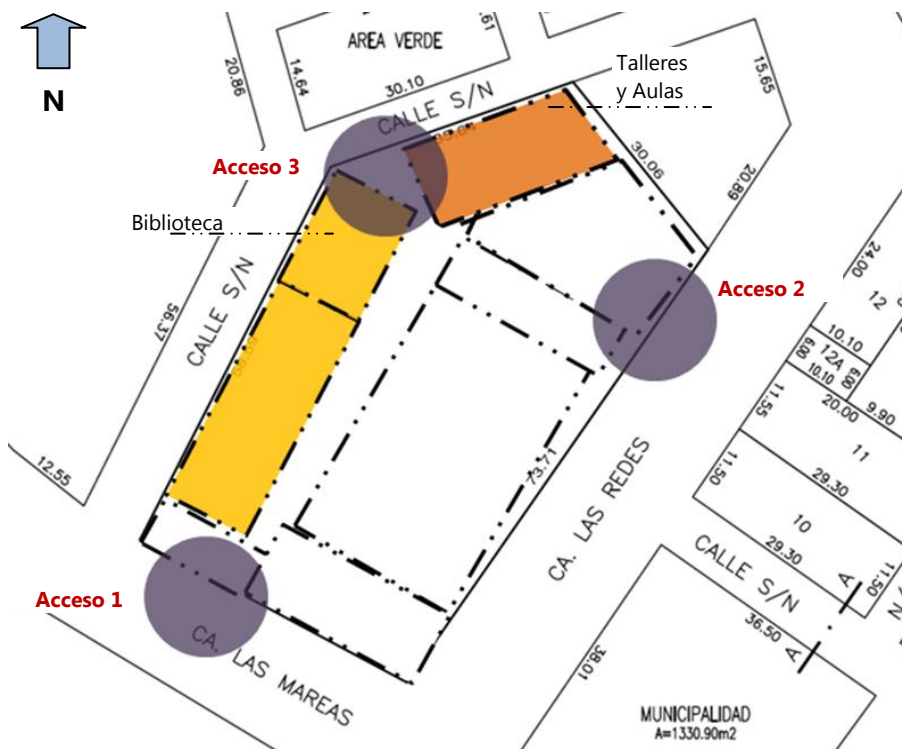 N
AREA VERDE
.61
14.64
30.10
20.86
CALLE S/N
Talleres
y Aulas
15.65
30.06
20.89
Acceso 3
Biblioteca
CALLE S/N
56.37
Acceso 2
24.00
12
10.10
12A
6.00
6.00
10.10
20.00
9.90
11.55
11
29.30
11.50
10
29.30
11.50
73.71
CA. LAS REDES
12.55
Acceso 1
CA. LAS MAREAS
CALLE S/N
A
36.50
A
38.01
MUNICIPALIDAD
A=1330.90m2